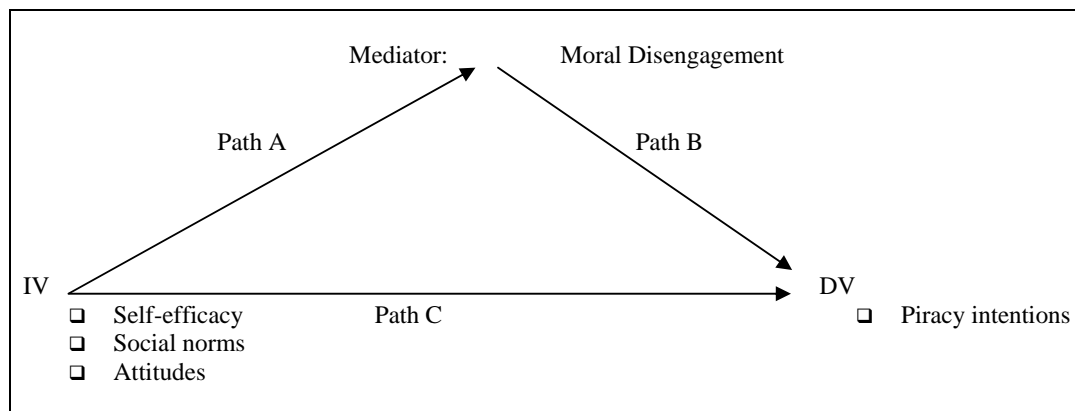 Mediator: Moral Disengagement
Path A Path B
IV DV
❑ Self-efficacy Path C ❑ Piracy intentions
❑ Social norms
❑ Attitudes